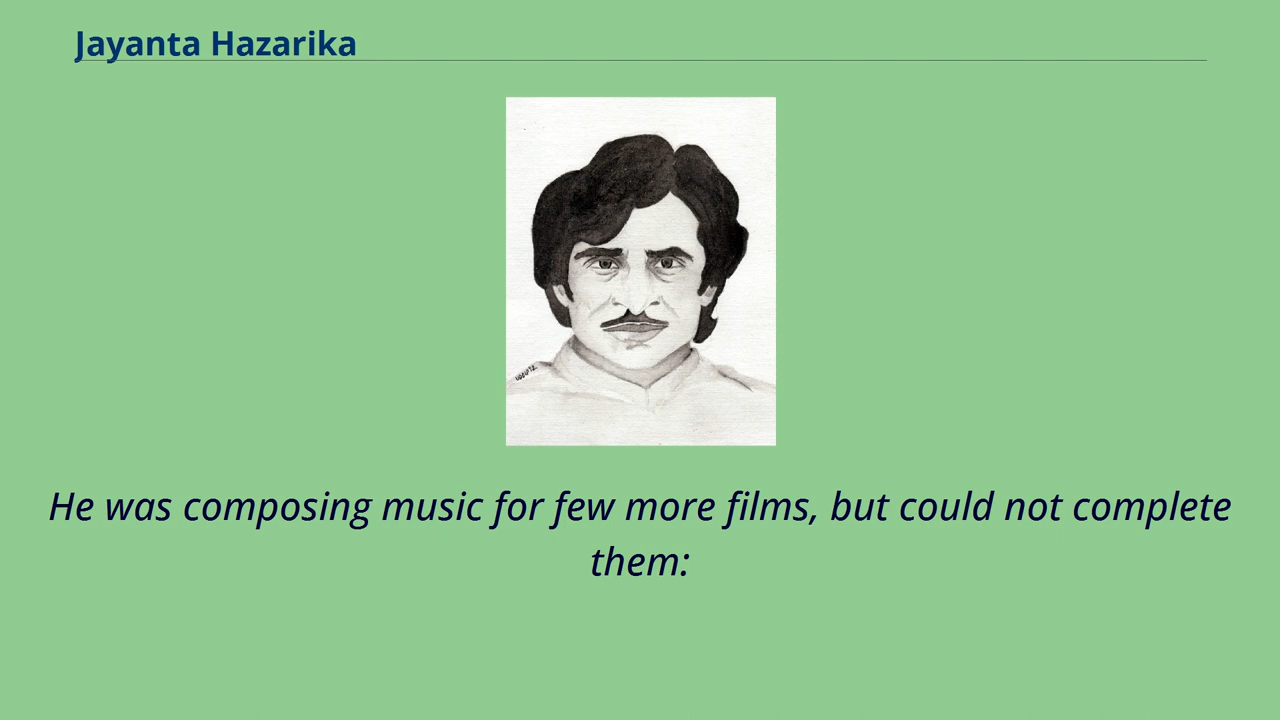 Jayanta Hazarika
He was composing music for few more films, but could not complete
them: